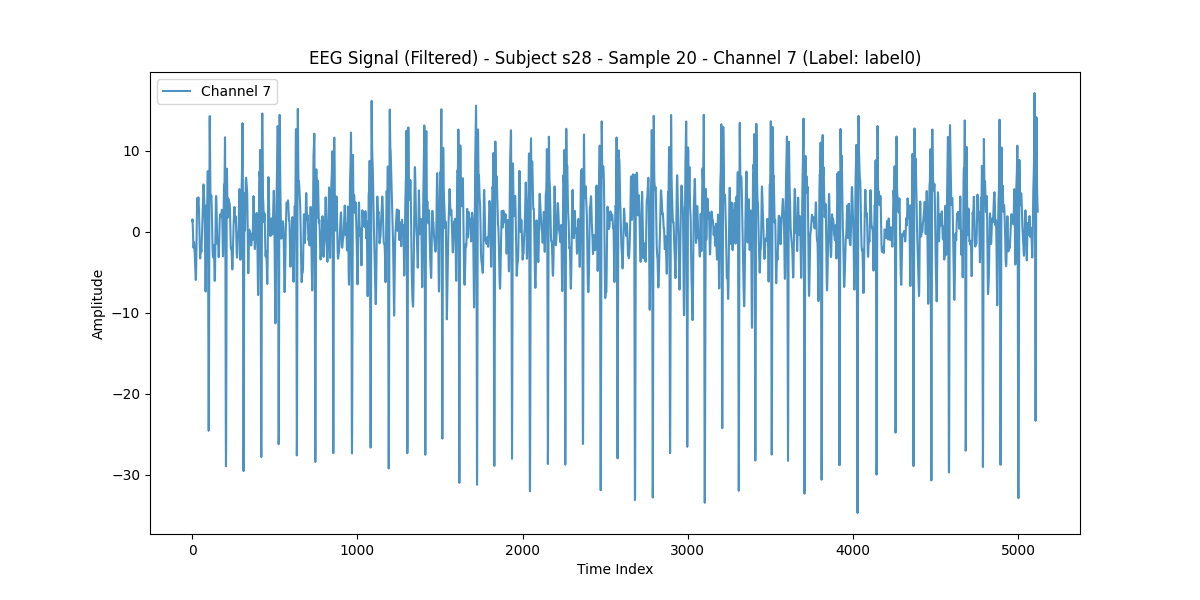 EEG Signal (Filtered) - Subject s28 - Sample 20 - Channel 7 (Label: label0)
Channel 7
10
0
−10
−20
−30
Amplitude
0 1000 2000 3000 4000 5000
Time Index